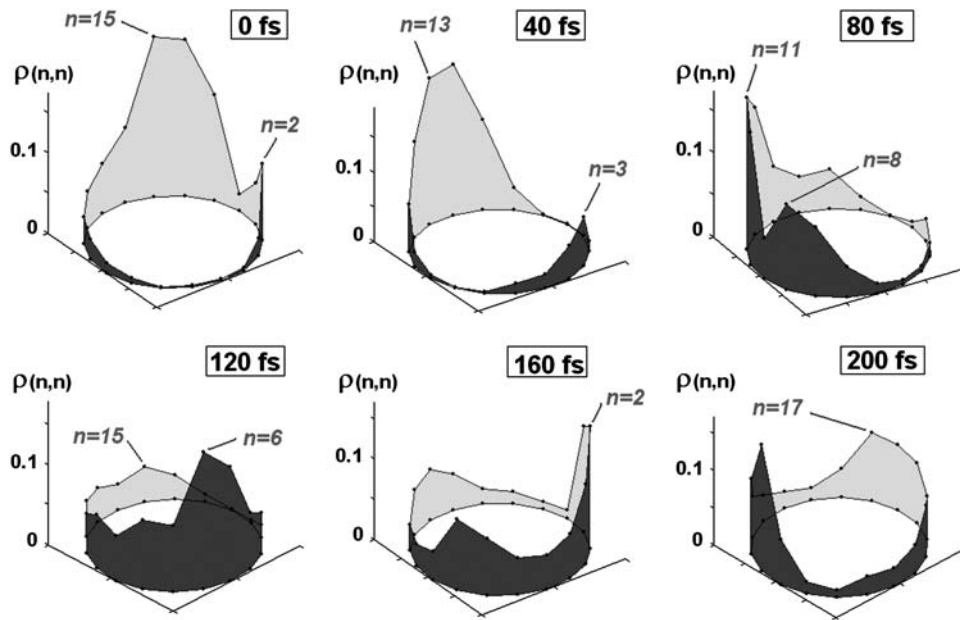 n=15
0 fs
ρ(n,n)
n=2
0.1
0
n=13
40 fs
ρ(n,n)
n=3
0.1
0
80 fs
n=11
ρ(n,n)
n=8
0.1
0
120 fs
ρ(n,n)
n=15
n=6
0.1
0
160 fs
ρ(n,n)
n=2
0.1
0
200 fs
ρ(n,n)
n=17
0.1
0